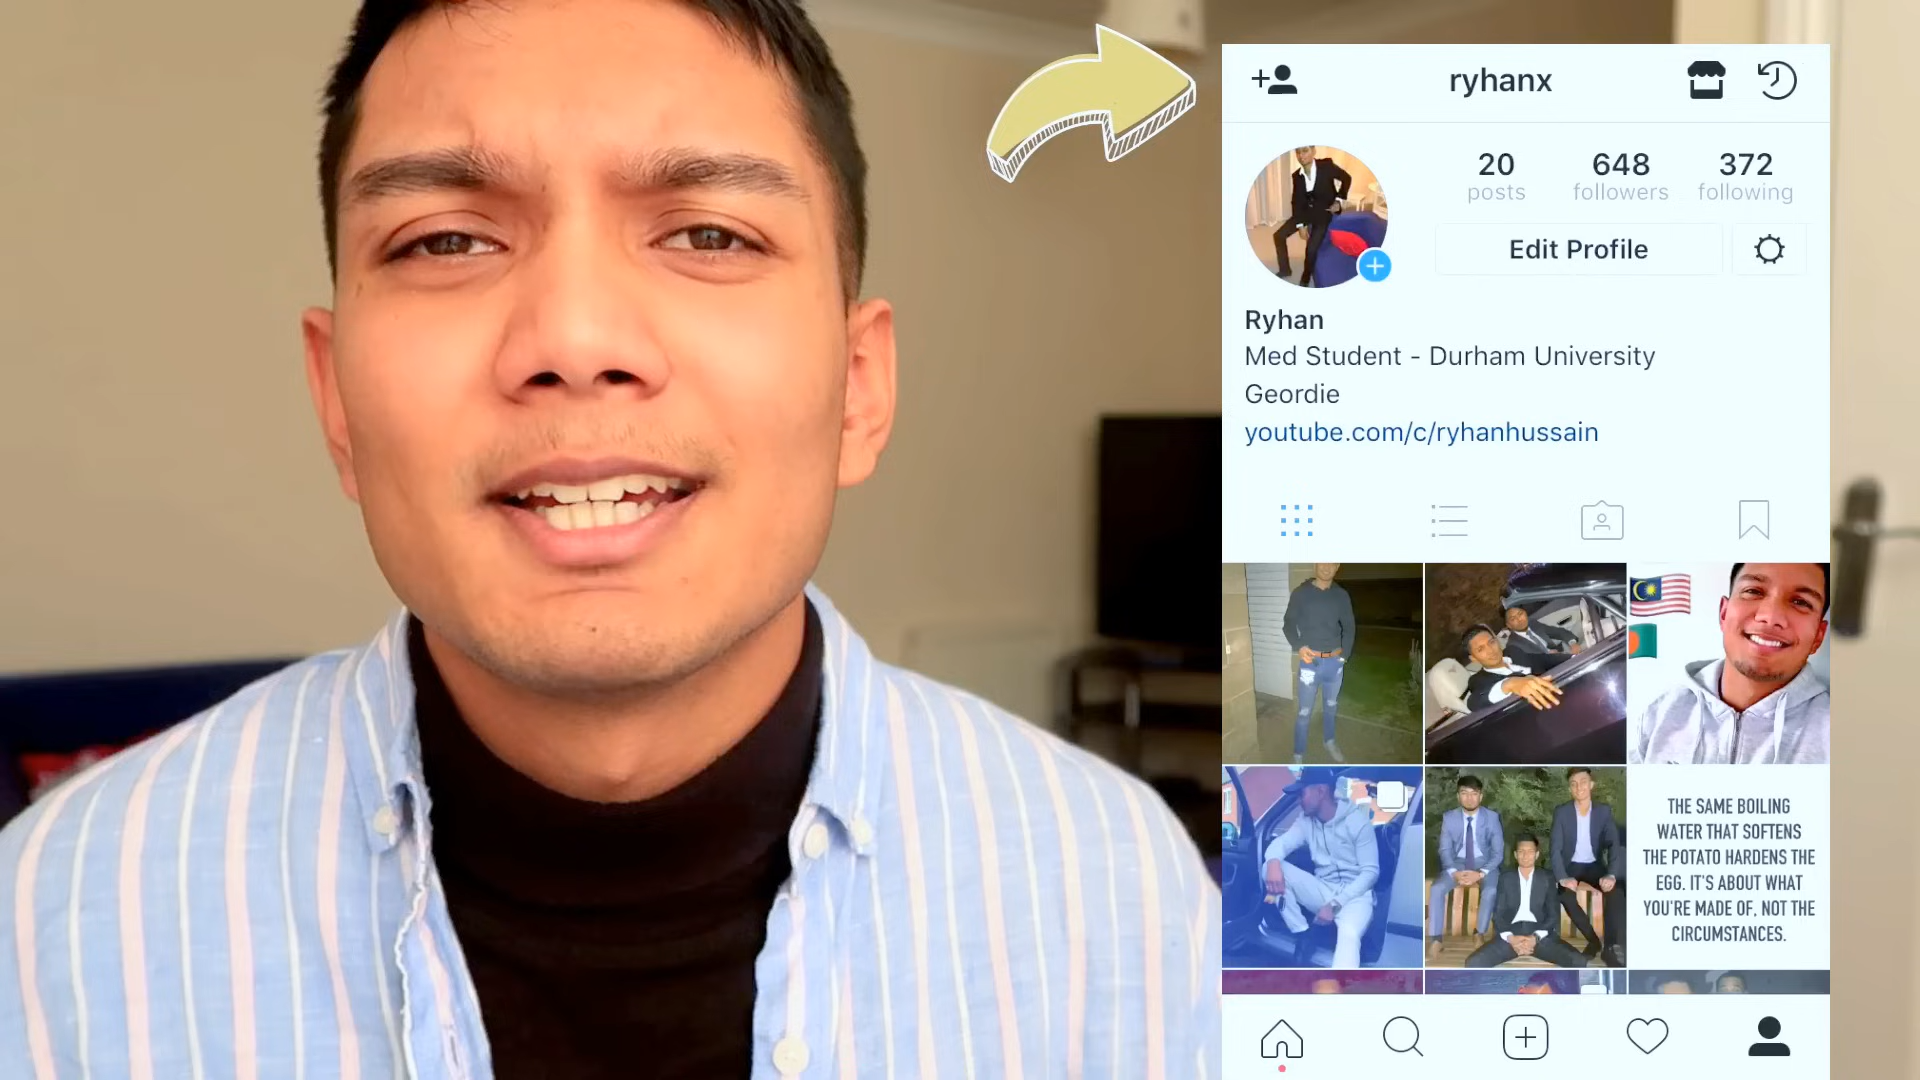 ryhanx
20 648 372
posts followers following
Edit Profile
Ryhan
Med Student - Durham University
Geordie
youtube.com/c/ryhanhussain
THE SAME BOILING
WATER THAT SOFTENS
THE POTATO HARDENS THE
EGG. IT'S ABOUT WHAT
YOU'RE MADE OF, NOT THE
CIRCUMSTANCES.